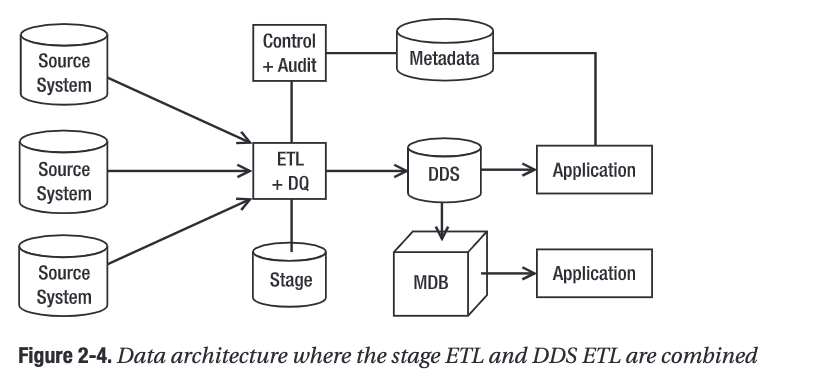 Source
System
Control
+ Audit
Metadata
Source
System
ETL
+ DQ
DDS
Application
Source
System
Stage
MDB
Application
Figure 2-4. Data architecture where the stage ETL and DDS ETL are combined